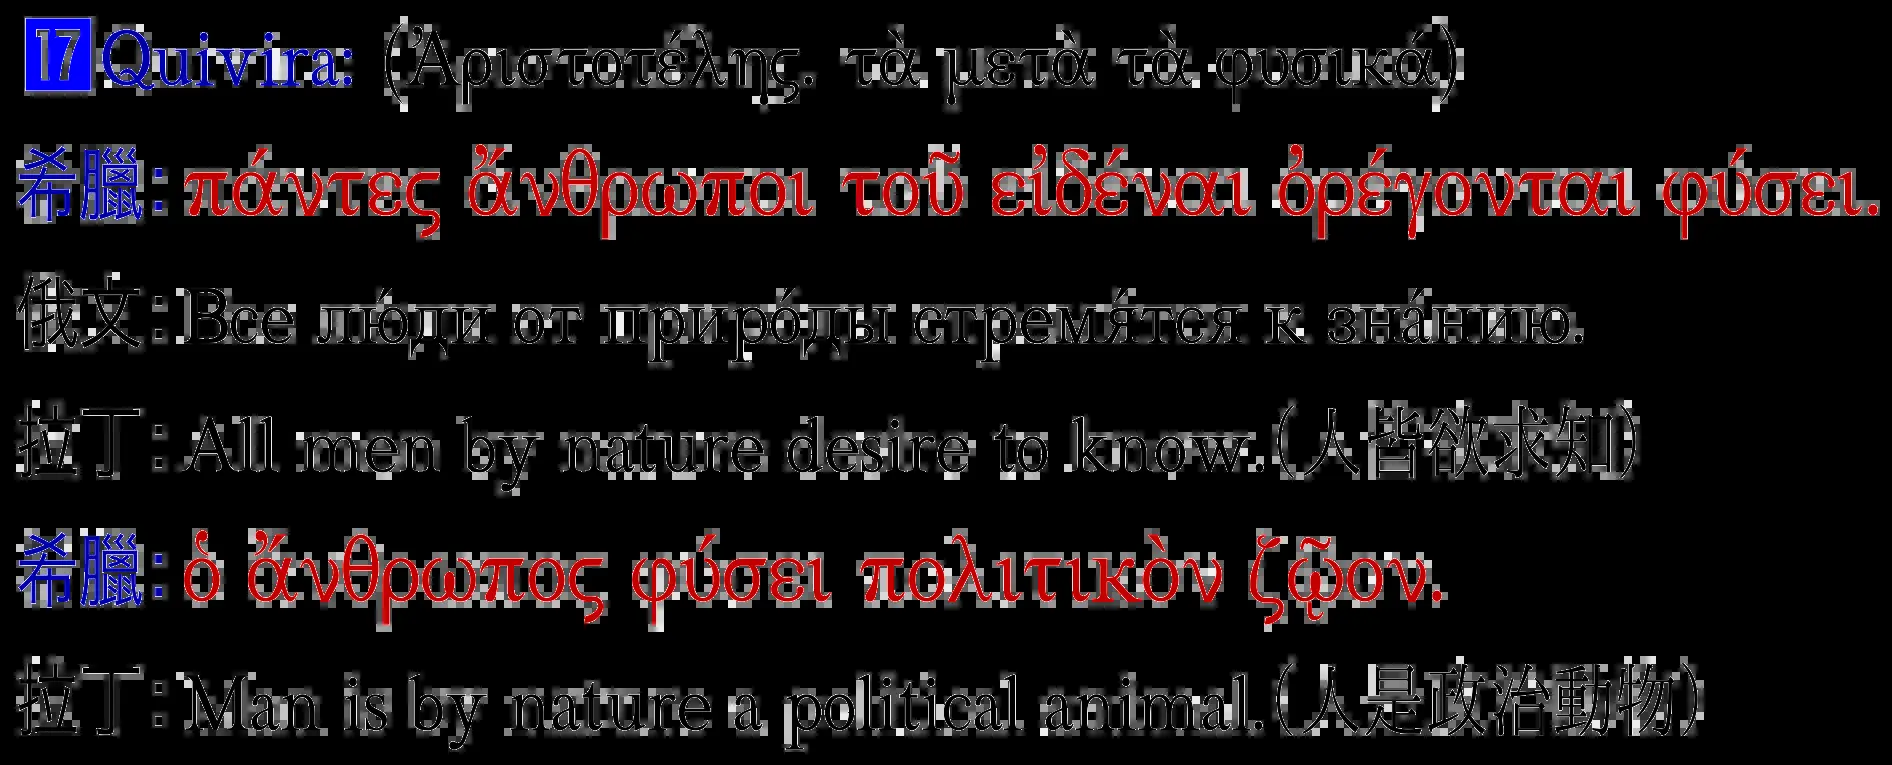 17 Quivira: (Ἀριστοτέλης. τὰ μετὰ τὰ φυσικά)
希臘: πάντες ἄνθρωποι τοῦ εἰδέναι ὀρέγονται φύσει.
俄文: Все лю́ди от приро́ды стремя́тся к зна́нию.
拉丁: All men by nature desire to know.(人皆欲求知)
希臘: ὁ ἄνθρωπος φύσει πολιτικὸν ζῷον.
拉丁: Man is by nature a political animal.(人是政治動物)